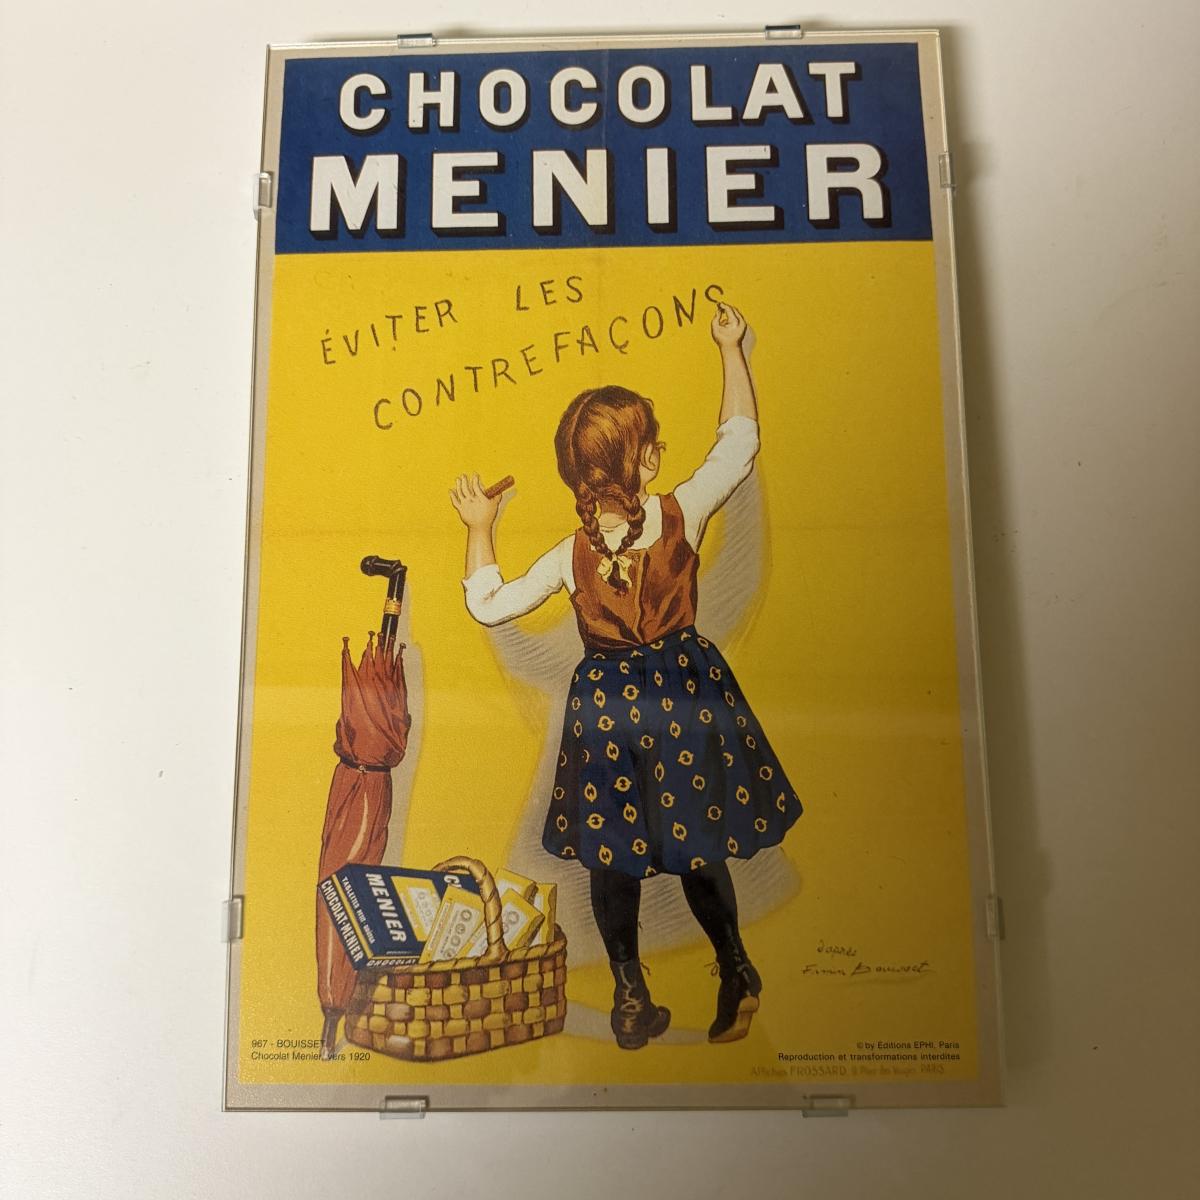 CHOCOLAT
MENIER
ÉVITER LES
CONTREFAÇONS
MENIER
CHOCOLAT-MENIER
CHOCOLAT
d'après
Firmin Bouisset
967 - BOUISSET
Chocolat Menier, vers 1920
© by Éditions EPHI, Paris
Reproduction et transformations interdites
Affiches FROSSARD. PARIS